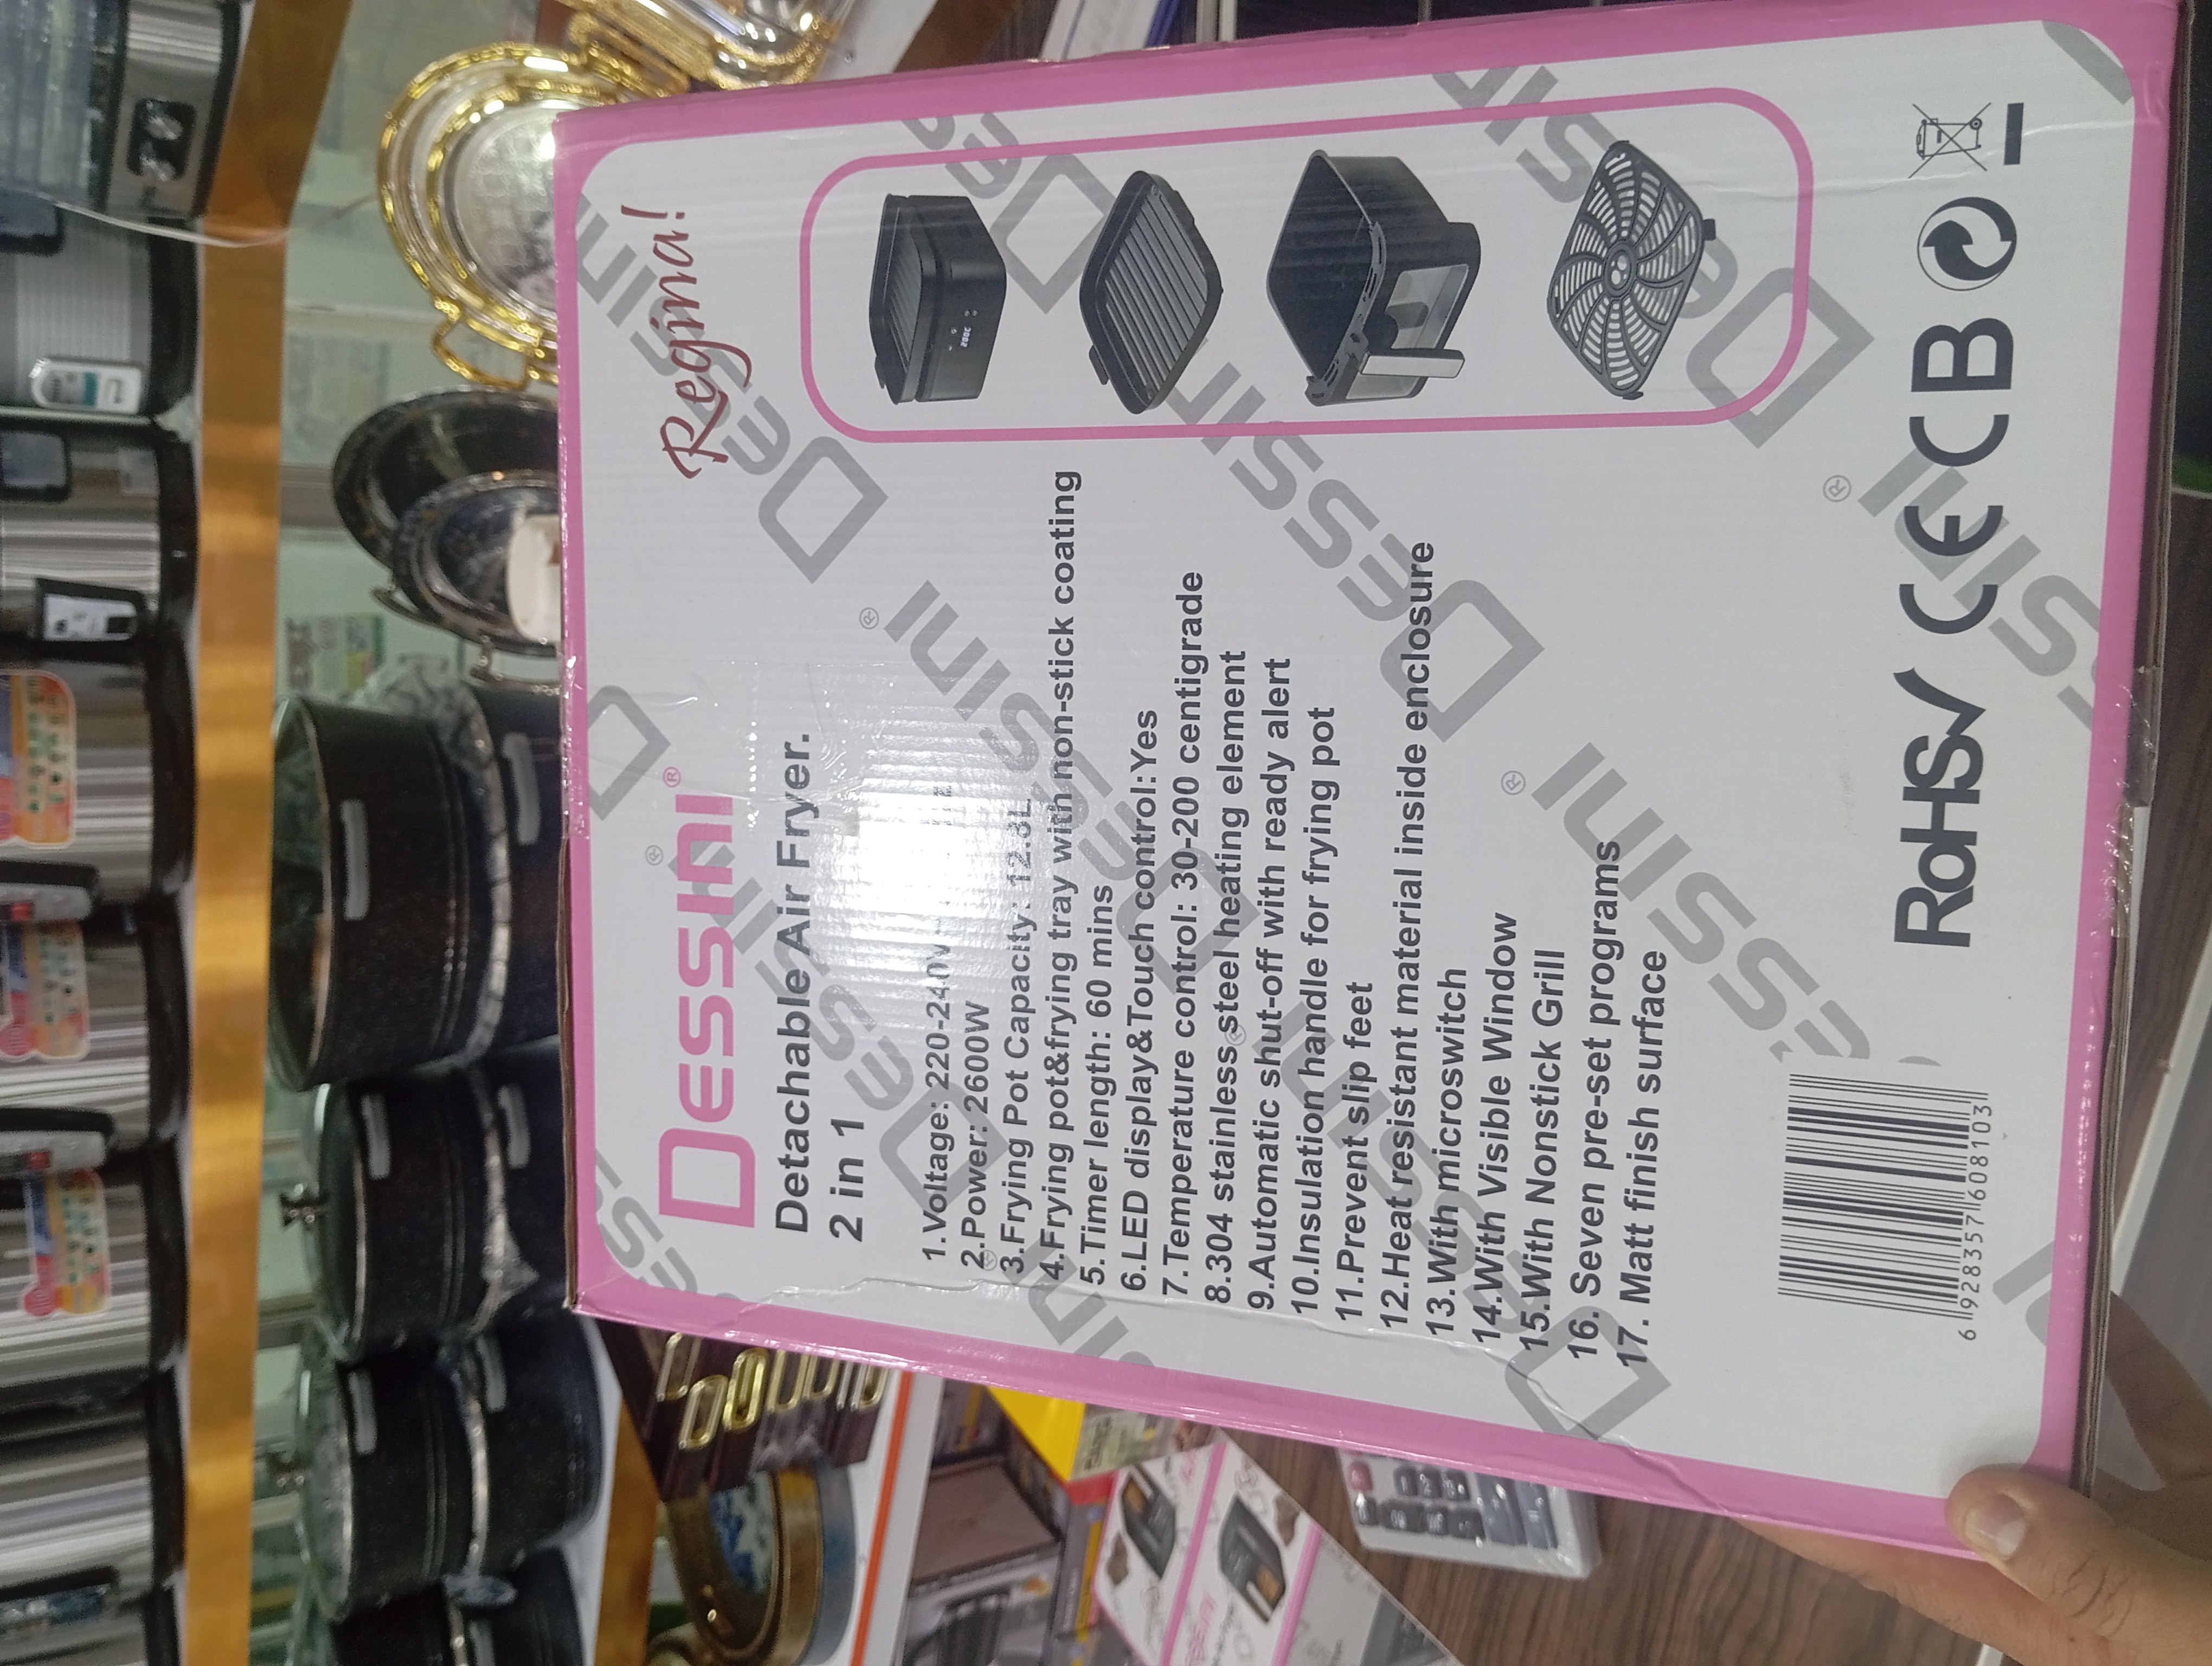 DESSINI®
Regina!
Detachable Air Fryer.
2 in 1
1.Voltage: 220-240V
2.Power: 2600W
3.Frying Pot Capacity:
4.Frying pot&frying tray with non-stick coating
5.Timer length: 60 mins
6.LED display&Touch control:Yes
7.Temperature control: 30-200 centigrade
8.304 stainless steel heating element
9.Automatic shut-off with ready alert
10.Insulation handle for frying pot
11.Prevent slip feet
12.Heat resistant material inside enclosure
13.With microswitch
14.With Visible Window
15.With Nonstick Grill
16. Seven pre-set programs
17. Matt finish surface
6 928357 608103
RoHS CE CB